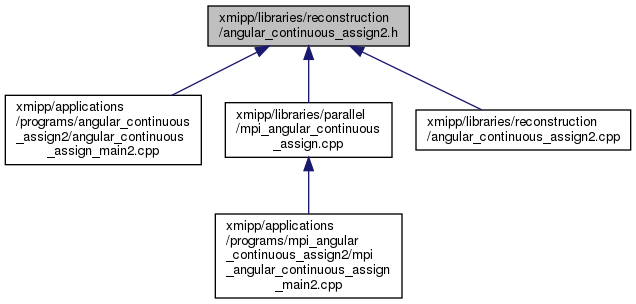 xmipp/libraries/reconstruction
/angular_continuous_assign2.h
xmipp/applications
/programs/angular_continuous
_assign2/angular_continuous
_assign_main2.cpp
xmipp/libraries/parallel
/mpi_angular_continuous
_assign.cpp
xmipp/libraries/reconstruction
/angular_continuous_assign2.cpp
xmipp/applications
/programs/mpi_angular
_continuous_assign2/mpi
_angular_continuous_assign
_main2.cpp